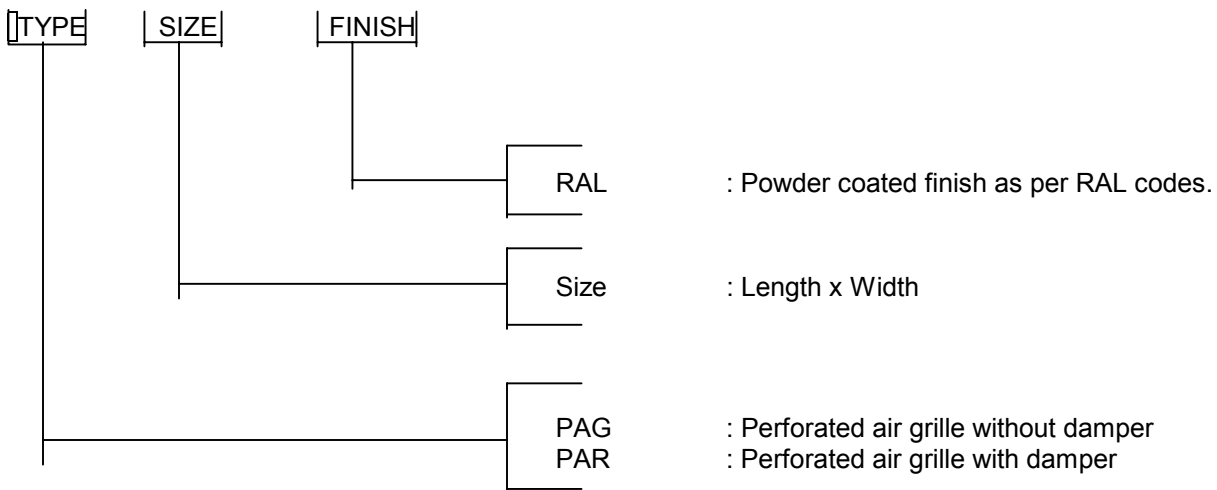 TYPE SIZE FINISH
RAL : Powder coated finish as per RAL codes.
Size : Length x Width
PAG : Perforated air grille without damper
PAR : Perforated air grille with damper